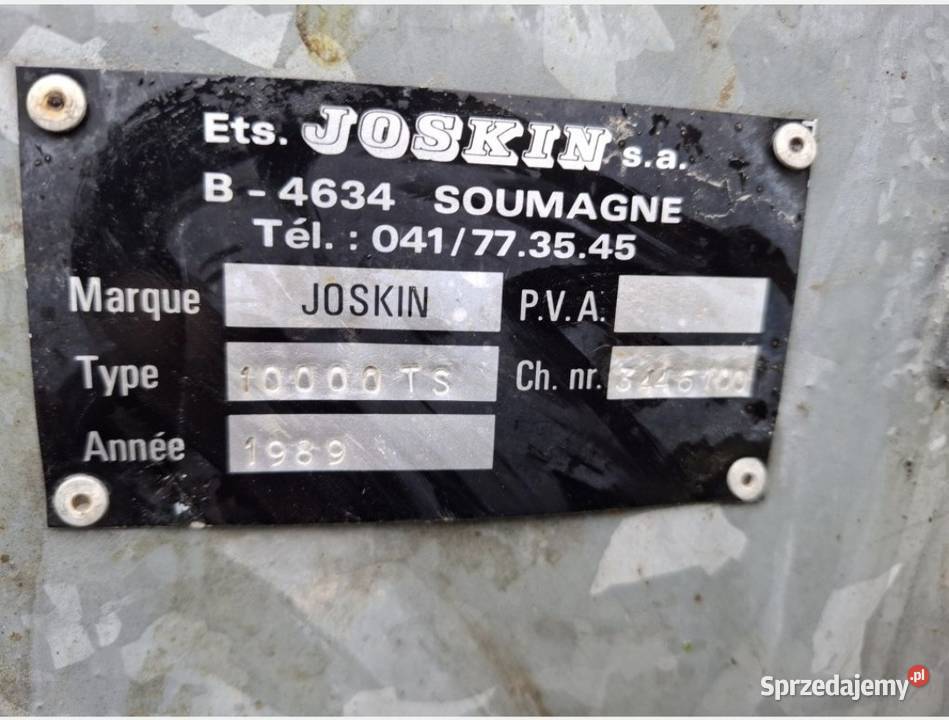 Ets. JOSKIN s.a.
B - 4634 SOUMAGNE
Tél. : 041/77.35.45
Marque JOSKIN P.V.A.
Type 10000 TS Ch. nr.
Année 1989
Sprzedajemy.pl